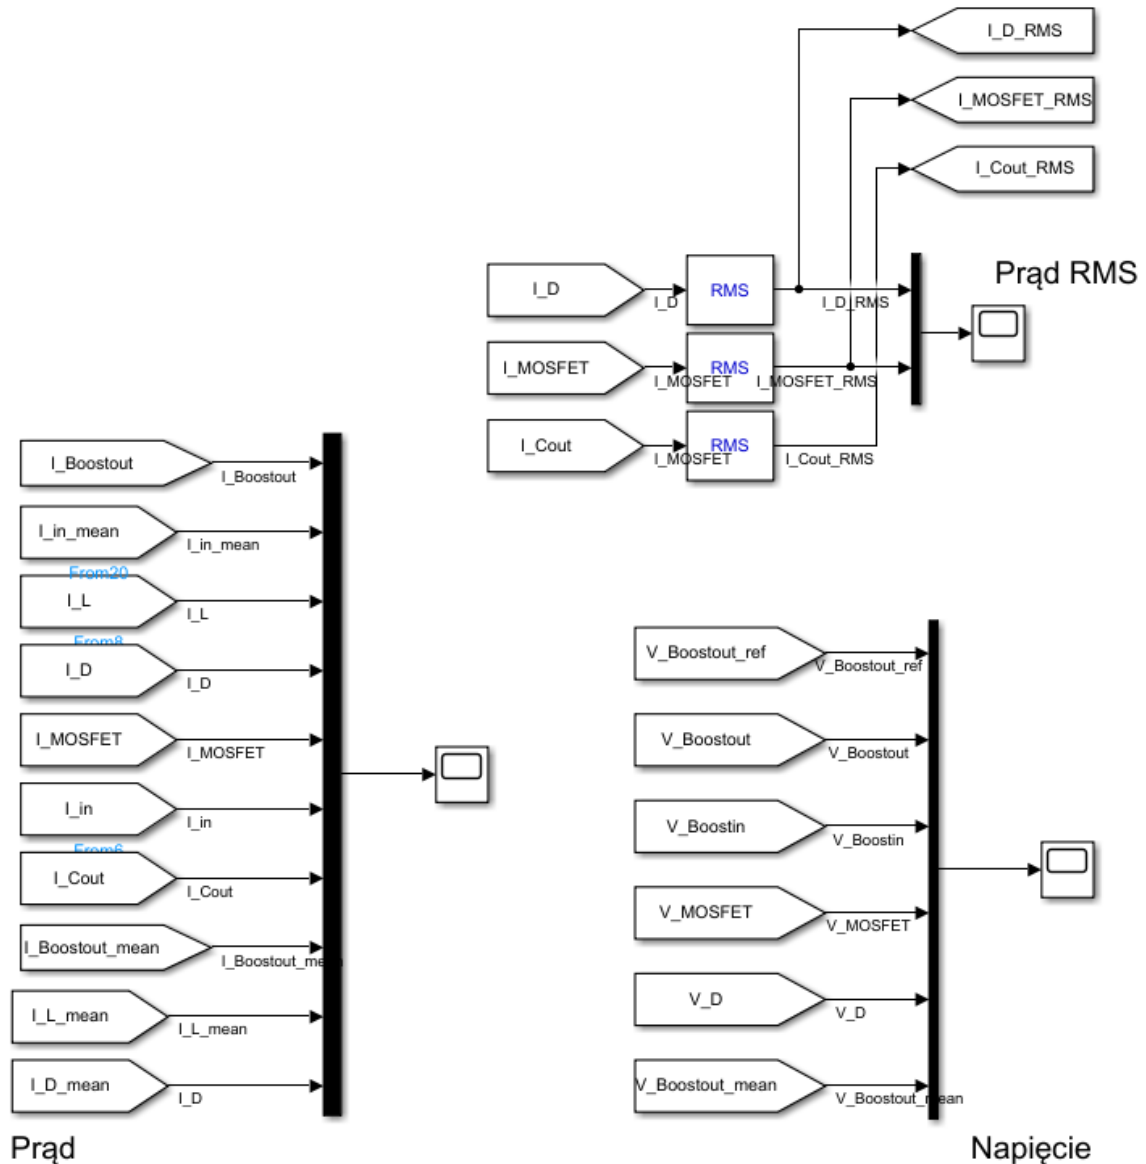 I_D_RMS
I_MOSFET_RMS
I_Cout_RMS
Prąd RMS
I_D
I_D
RMS
I_D_RMS
I_MOSFET
I_MOSFET
RMS
I_MOSFET_RMS
I_Cout
I_MOSFET
RMS
I_Cout_RMS
I_Boostout
I_Boostout
I_in_mean
I_in_mean
From20
I_L
I_L
From8
I_D
I_D
I_MOSFET
I_MOSFET
I_in
I_in
From6
I_Cout
I_Cout
I_Boostout_mean
I_Boostout_mean
I_L_mean
I_L_mean
I_D_mean
I_D
Prąd
V_Boostout_ref
V_Boostout_ref
V_Boostout
V_Boostout
V_Boostin
V_Boostin
V_MOSFET
V_MOSFET
V_D
V_D
V_Boostout_mean
V_Boostout_mean
Napięcie